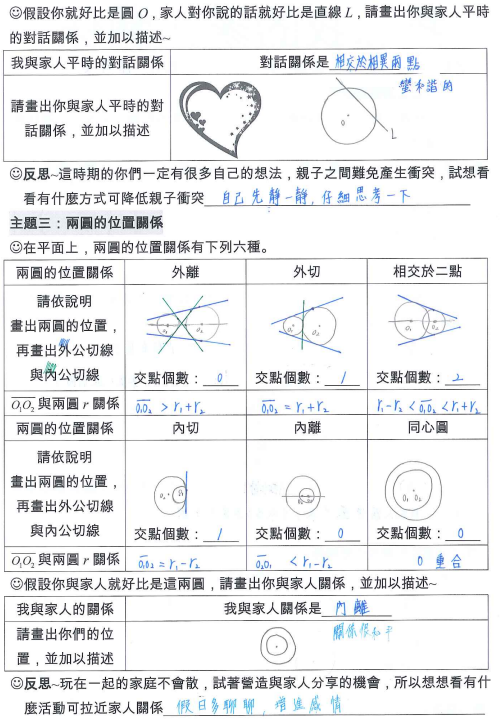 ☺假設你就好比是圓 O，家人對你說的話就好比是直線 L，請畫出你與家人平時
的對話關係，並加以描述~
我與家人平時的對話關係 對話關係是 相交於相異兩點
請畫出你與家人平時的對
話關係，並加以描述
蠻和諧的
O
L
☺反思~這時期的你們一定有很多自己的想法，親子之間難免產生衝突，試想看
看有什麼方式可降低親子衝突 自己先靜一靜, 仔細思考一下
主題三：兩圓的位置關係
☺在平面上，兩圓的位置關係有下列六種。
兩圓的位置關係 外離 外切 相交於二點
請依說明
畫出兩圓的位置，
再畫出外公切線
與內公切線
O₁ O₂
O₁ O₂
O₁ O₂
交點個數： 0 交點個數： 1 交點個數： 2
O₁O₂與兩圓 r 關係 O₁O₂ > r₁+r₂ O₁O₂ = r₁+r₂ r₁-r₂ < O₁O₂ < r₁+r₂
兩圓的位置關係 內切 內離 同心圓
請依說明
畫出兩圓的位置，
再畫出外公切線
與內公切線
O₁ O₂
交點個數： 1 交點個數： 0 交點個數： 0
O₁O₂與兩圓 r 關係 O₁O₂ = r₁-r₂ O₂O₁ < r₁-r₂ 0 重合
☺假設你與家人就好比是這兩圓，請畫出你與家人關係，並加以描述~
我與家人的關係 我與家人關係是 內離
請畫出你們的位
置，並加以描述
關係很和平
☺反思~玩在一起的家庭不會散，試著營造與家人分享的機會，所以想想看有什
麼活動可拉近家人關係 假日多聊聊, 增進感情